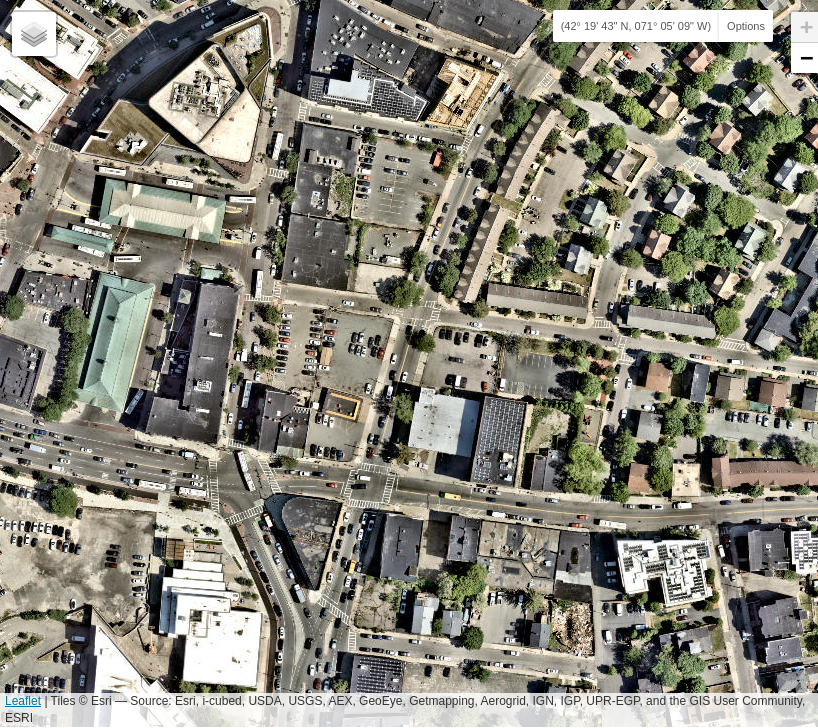 (42° 19' 43" N, 071° 05' 09" W) Options
+
−
Leaflet | Tiles © Esri — Source: Esri, i-cubed, USDA, USGS, AEX, GeoEye, Getmapping, Aerogrid, IGN, IGP, UPR-EGP, and the GIS User Community,
ESRI